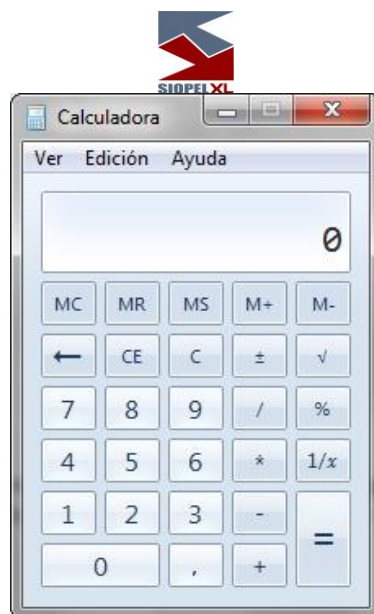 SIOPEL XL
Calculadora
Ver Edición Ayuda
0
MC MR MS M+ M-
← CE C ± √
7 8 9 / %
4 5 6 * 1/x
1 2 3 - =
0 , +